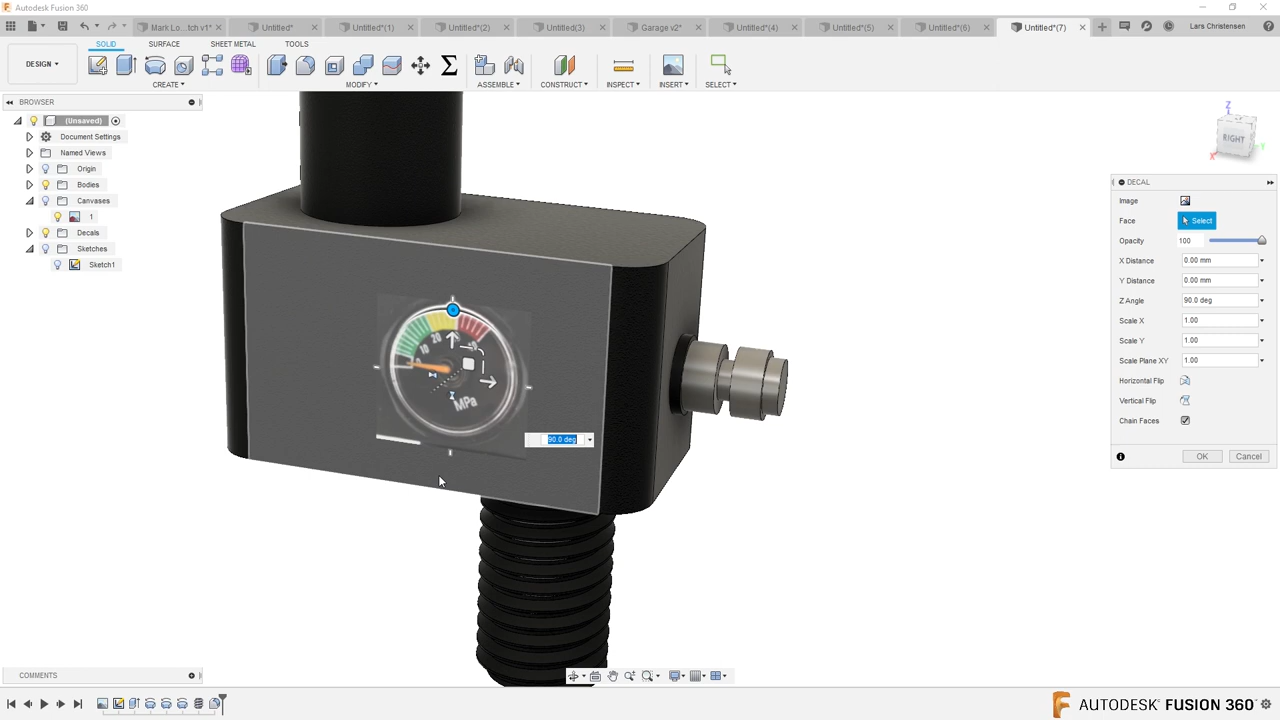 Autodesk Fusion 360
Mark Lo...tch v1*
Untitled*
Untitled*(1)
Untitled*(2)
Untitled(3)
Garage v2*
Untitled*(4)
Untitled*(5)
Untitled*(6)
Untitled*(7)
Lars Christensen
DESIGN
SOLID
SURFACE
SHEET METAL
TOOLS
CREATE
MODIFY
ASSEMBLE
CONSTRUCT
INSPECT
INSERT
SELECT
BROWSER
(Unsaved)
Document Settings
Named Views
Origin
Bodies
Canvases
1
Decals
Sketches
Sketch1
Z
RIGHT
X
Y
DECAL
Image
Face
Select
Opacity
100
X Distance
0.00 mm
Y Distance
0.00 mm
Z Angle
90.0 deg
Scale X
1.00
Scale Y
1.00
Scale Plane XY
1.00
Horizontal Flip
Vertical Flip
Chain Faces
OK
Cancel
10
20
MPa
90.0 deg
COMMENTS
AUTODESK® FUSION 360™